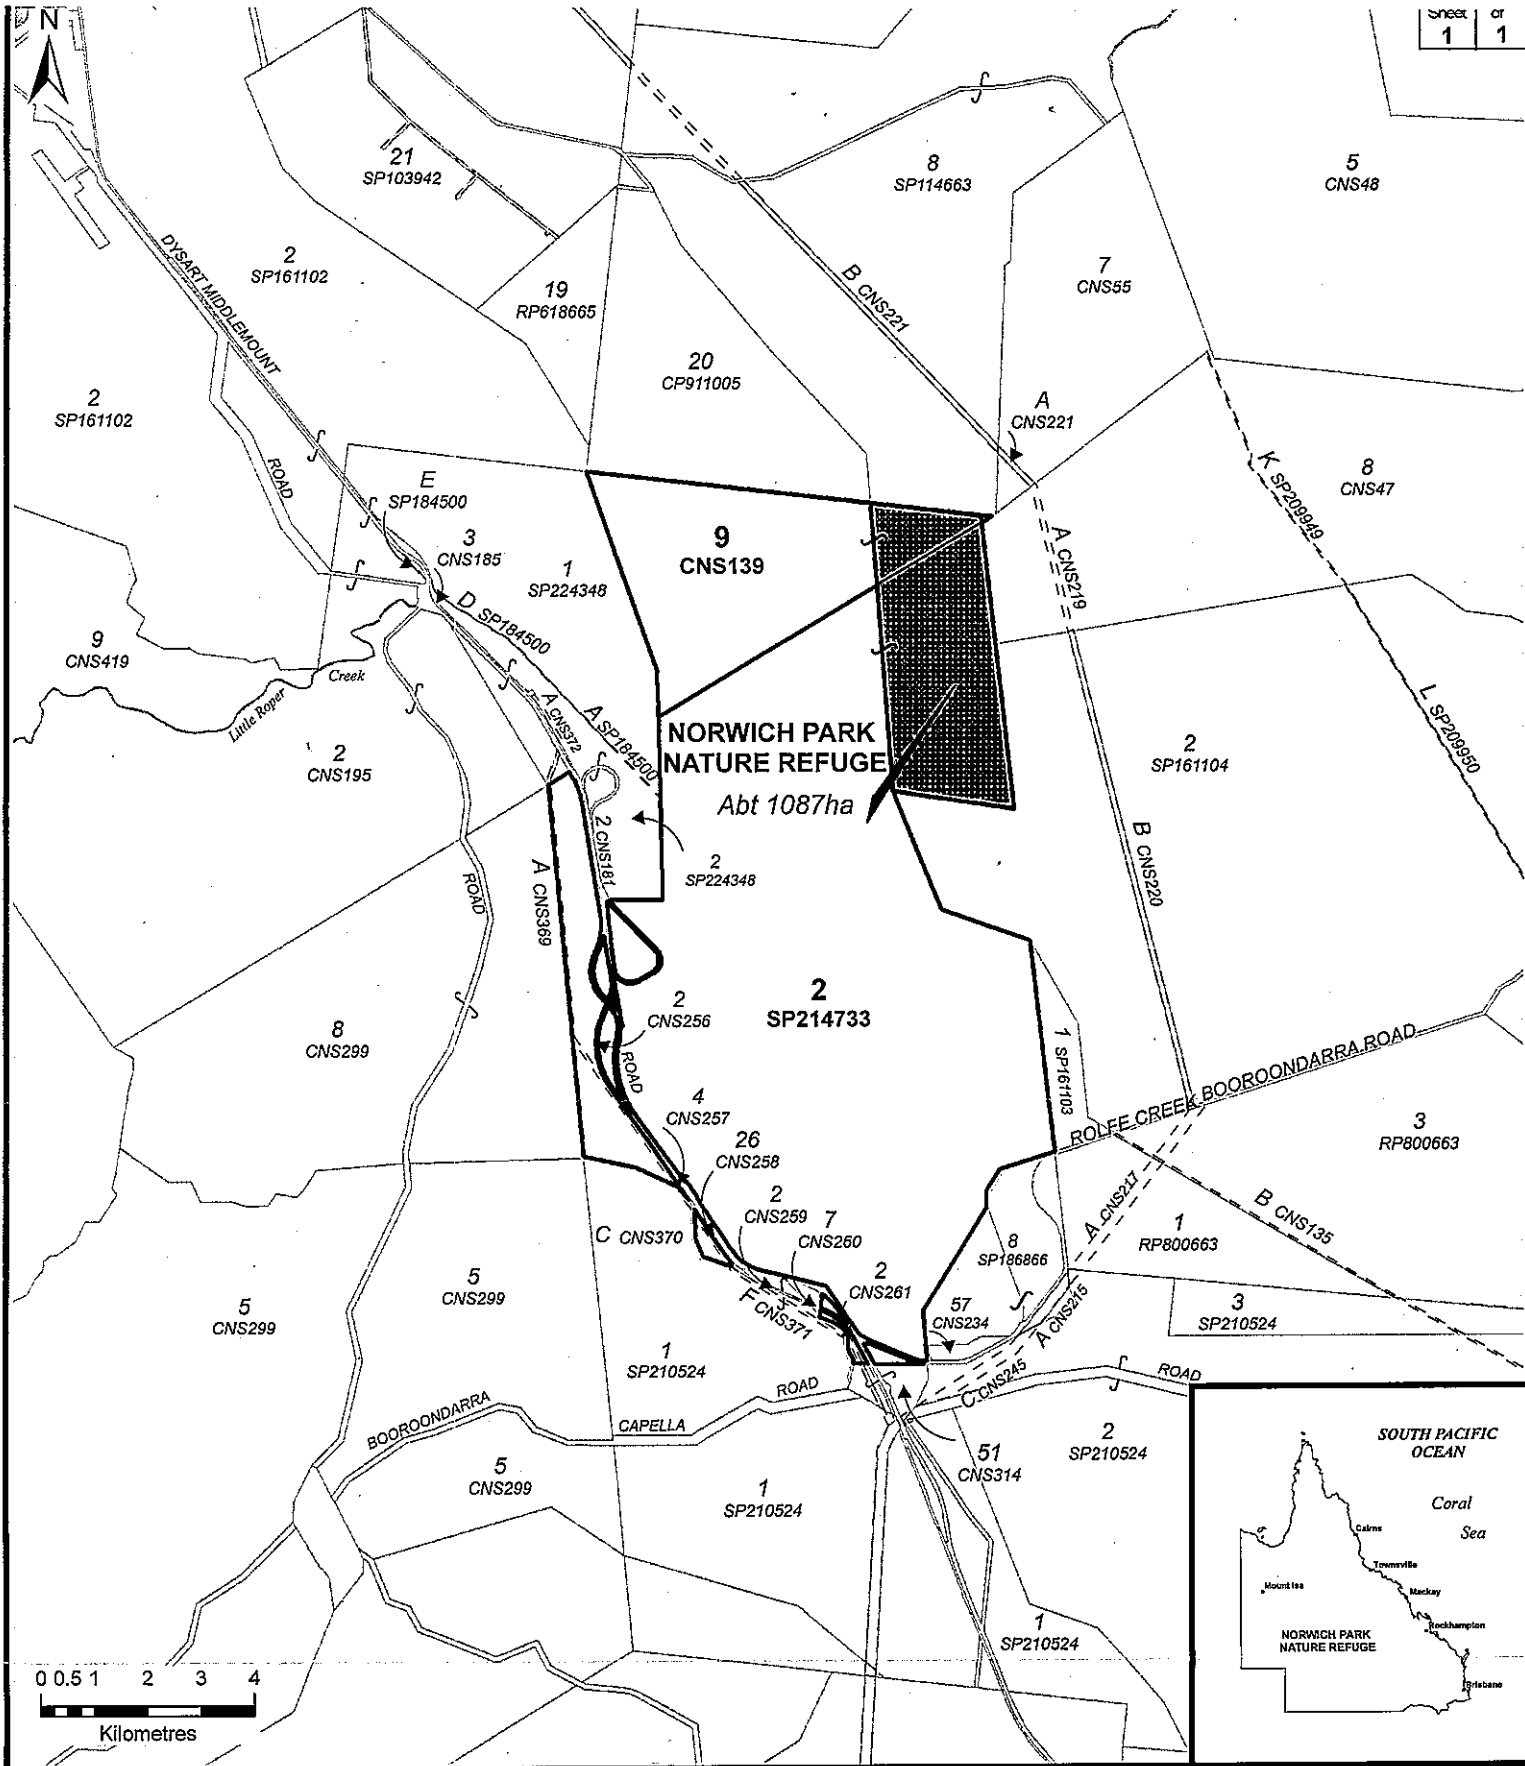 N
Sheet
of
1
1
21
SP103942
8
SP114663
5
CNS48
2
SP161102
DYSART MIDDLEMOUNT
19
RP618665
B CNS221
7
CNS55
20
CP911005
2
SP161102
A
CNS221
ROAD
E
SP184500
K SP209949
8
CNS47
3
CNS185
9
CNS139
1
SP224348
A CNS219
D SP184500
9
CNS419
Little Roper
Creek
A CNS372
A SP184500
L SP209950
NORWICH PARK
NATURE REFUGE
Abt 1087ha
2
CNS195
2
SP161104
2 CNS181
2
SP224348
B CNS220
A CNS369
ROAD
2
SP214733
2
CNS256
8
CNS299
ROAD
1 SP161103
ROLFE CREEK BOOROONDARRA ROAD
4
CNS257
26
CNS258
3
RP800663
2
CNS259
7
CNS260
C CNS370
A CNS217
B CNS135
1
RP800663
8
SP186866
2
CNS261
5
CNS299
5
CNS299
F CNS371
57
CNS234
A CNS215
3
SP210524
1
SP210524
C CNS245
ROAD
BOOROONDARRA
CAPELLA
ROAD
5
CNS299
1
SP210524
51
CNS314
2
SP210524
1
SP210524
SOUTH PACIFIC
OCEAN
Coral
Sea
Cairns
Townsville
Mount Isa
Mackay
Rockhampton
NORWICH PARK
NATURE REFUGE
Brisbane
0 0.5 1 2 3 4
Kilometres